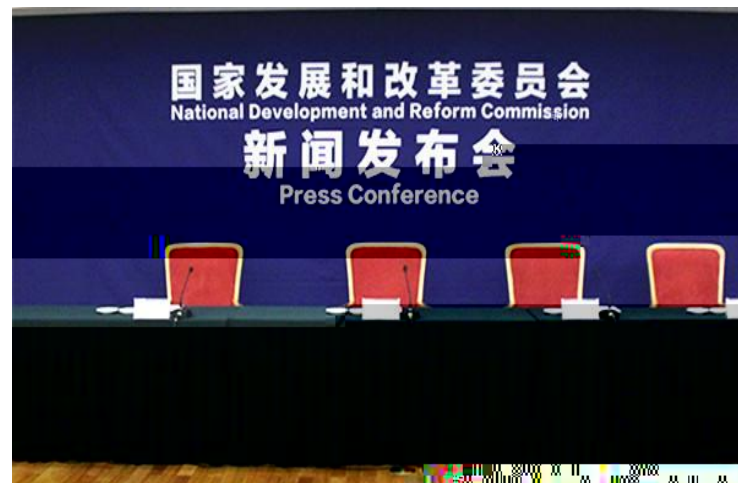 国家发展和改革委员会
National Development and Reform Commission
新闻发布会
Press Conference